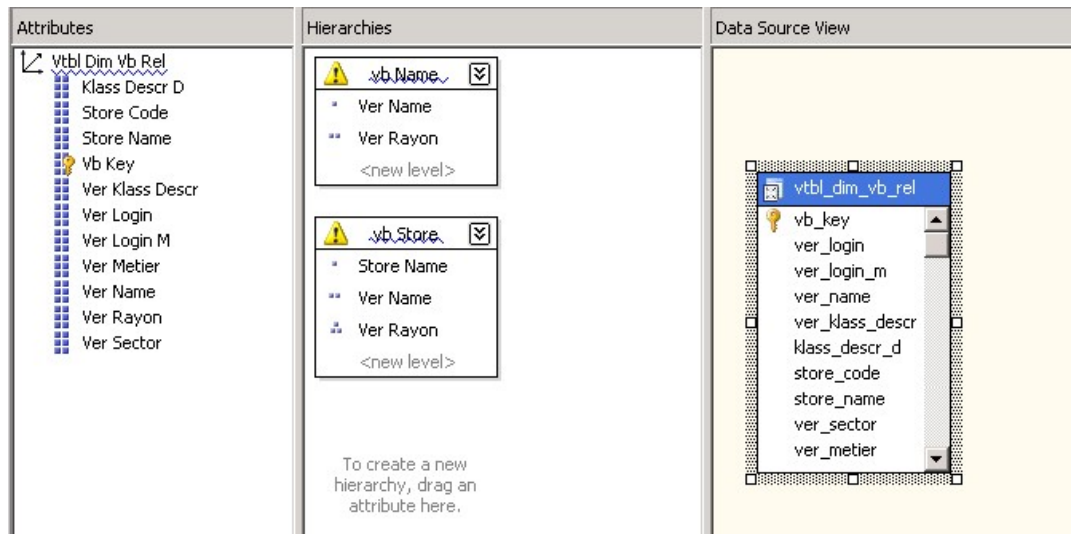 Attributes
Vtbl Dim Vb Rel
Klass Descr D
Store Code
Store Name
Vb Key
Ver Klass Descr
Ver Login
Ver Login M
Ver Metier
Ver Name
Ver Rayon
Ver Sector
Hierarchies
vb Name
Ver Name
Ver Rayon
<new level>
vb Store
Store Name
Ver Name
Ver Rayon
<new level>
To create a new
hierarchy, drag an
attribute here.
Data Source View
vtbl_dim_vb_rel
vb_key
ver_login
ver_login_m
ver_name
ver_klass_descr
klass_descr_d
store_code
store_name
ver_sector
ver_metier